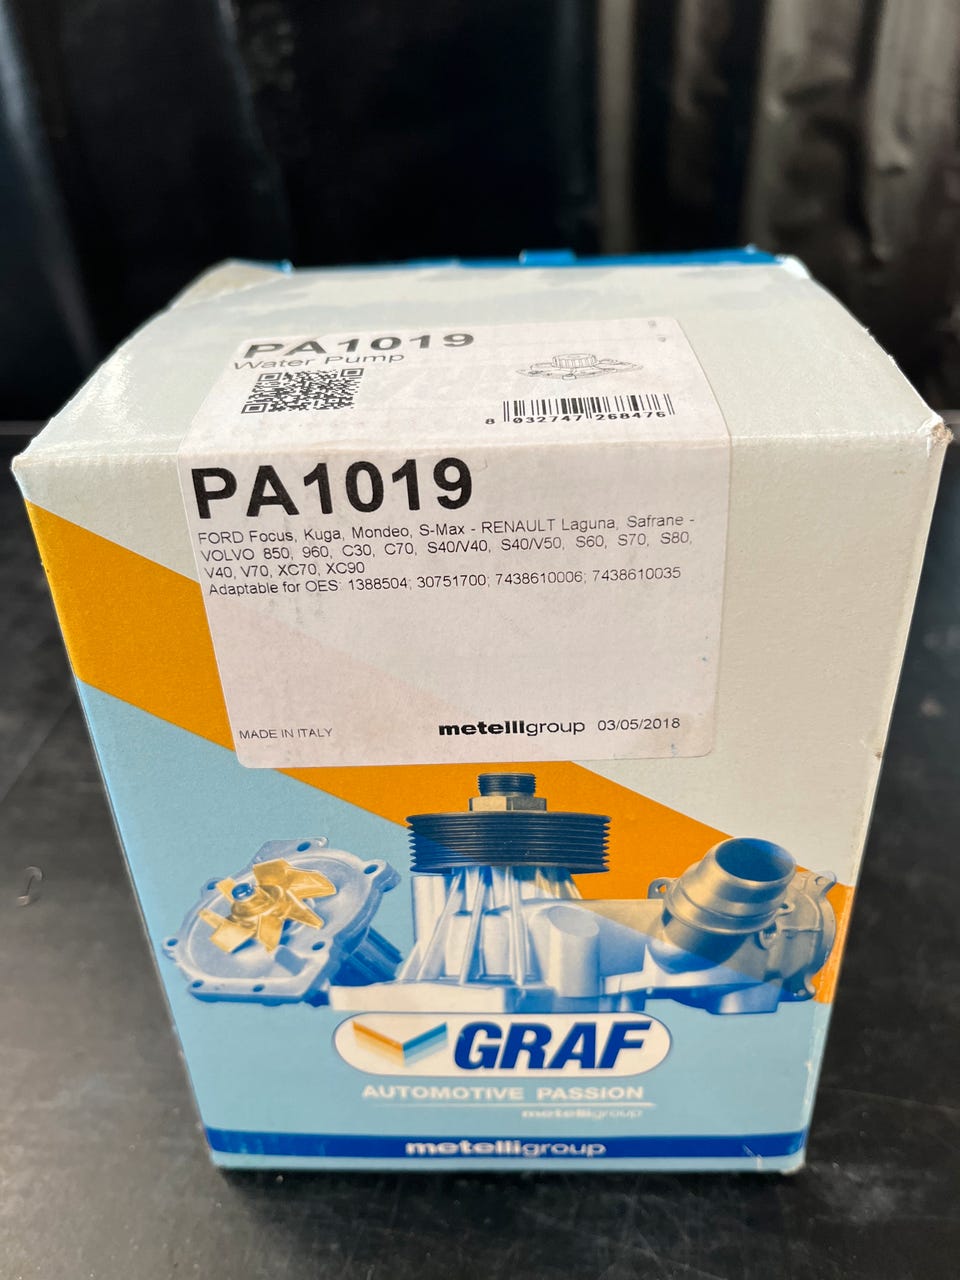 PA1019
Water Pump
8 032747 268476
PA1019
FORD Focus, Kuga, Mondeo, S-Max - RENAULT Laguna, Safrane -
VOLVO 850, 960, C30, C70, S40/V40, S40/V50, S60, S70, S80,
V40, V70, XC70, XC90
Adaptable for OES: 1388504; 30751700; 7438610006; 7438610035
MADE IN ITALY
metelligroup 03/05/2018
GRAF
AUTOMOTIVE PASSION
metelligroup
metelligroup